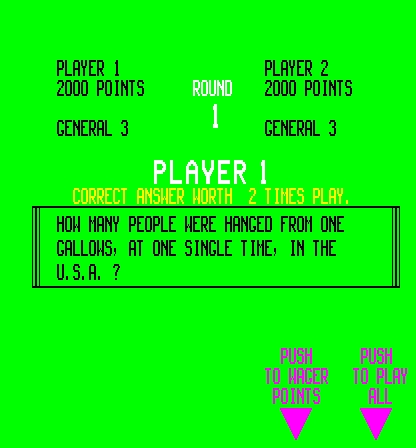 PLAYER 1
2000 POINTS
GENERAL 3
ROUND
1
PLAYER 2
2000 POINTS
GENERAL 3
PLAYER 1
CORRECT ANSWER WORTH 2 TIMES PLAY.
HOW MANY PEOPLE WERE HANGED FROM ONE
GALLOWS, AT ONE SINGLE TIME, IN THE
U.S.A. ?
PUSH
TO WAGER
POINTS
PUSH
TO PLAY
ALL